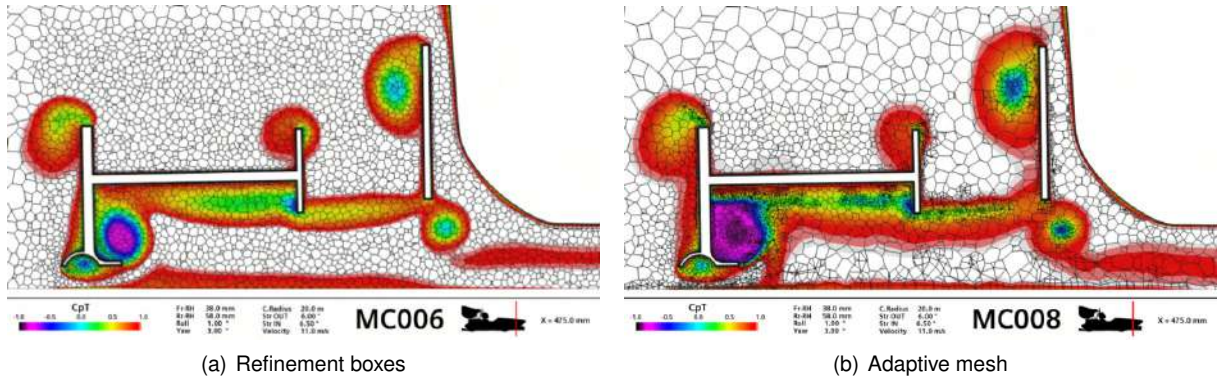 CpT
-1.0 -0.5 0.0 0.5 1.0
Fr RH 38.0 mm C.Radius 20.0 m
Rr RH 58.0 mm Str OUT 6.00 °
Roll 1.00 ° Str IN 6.50 °
Yaw 3.00 ° Velocity 11.0 m/s
MC006
X = 475.0 mm
CpT
-1.0 -0.5 0.0 0.5 1.0
Fr RH 38.0 mm C.Radius 20.0 m
Rr RH 58.0 mm Str OUT 6.00 °
Roll 1.00 ° Str IN 6.50 °
Yaw 3.00 ° Velocity 11.0 m/s
MC008
X = 475.0 mm
(a) Refinement boxes
(b) Adaptive mesh